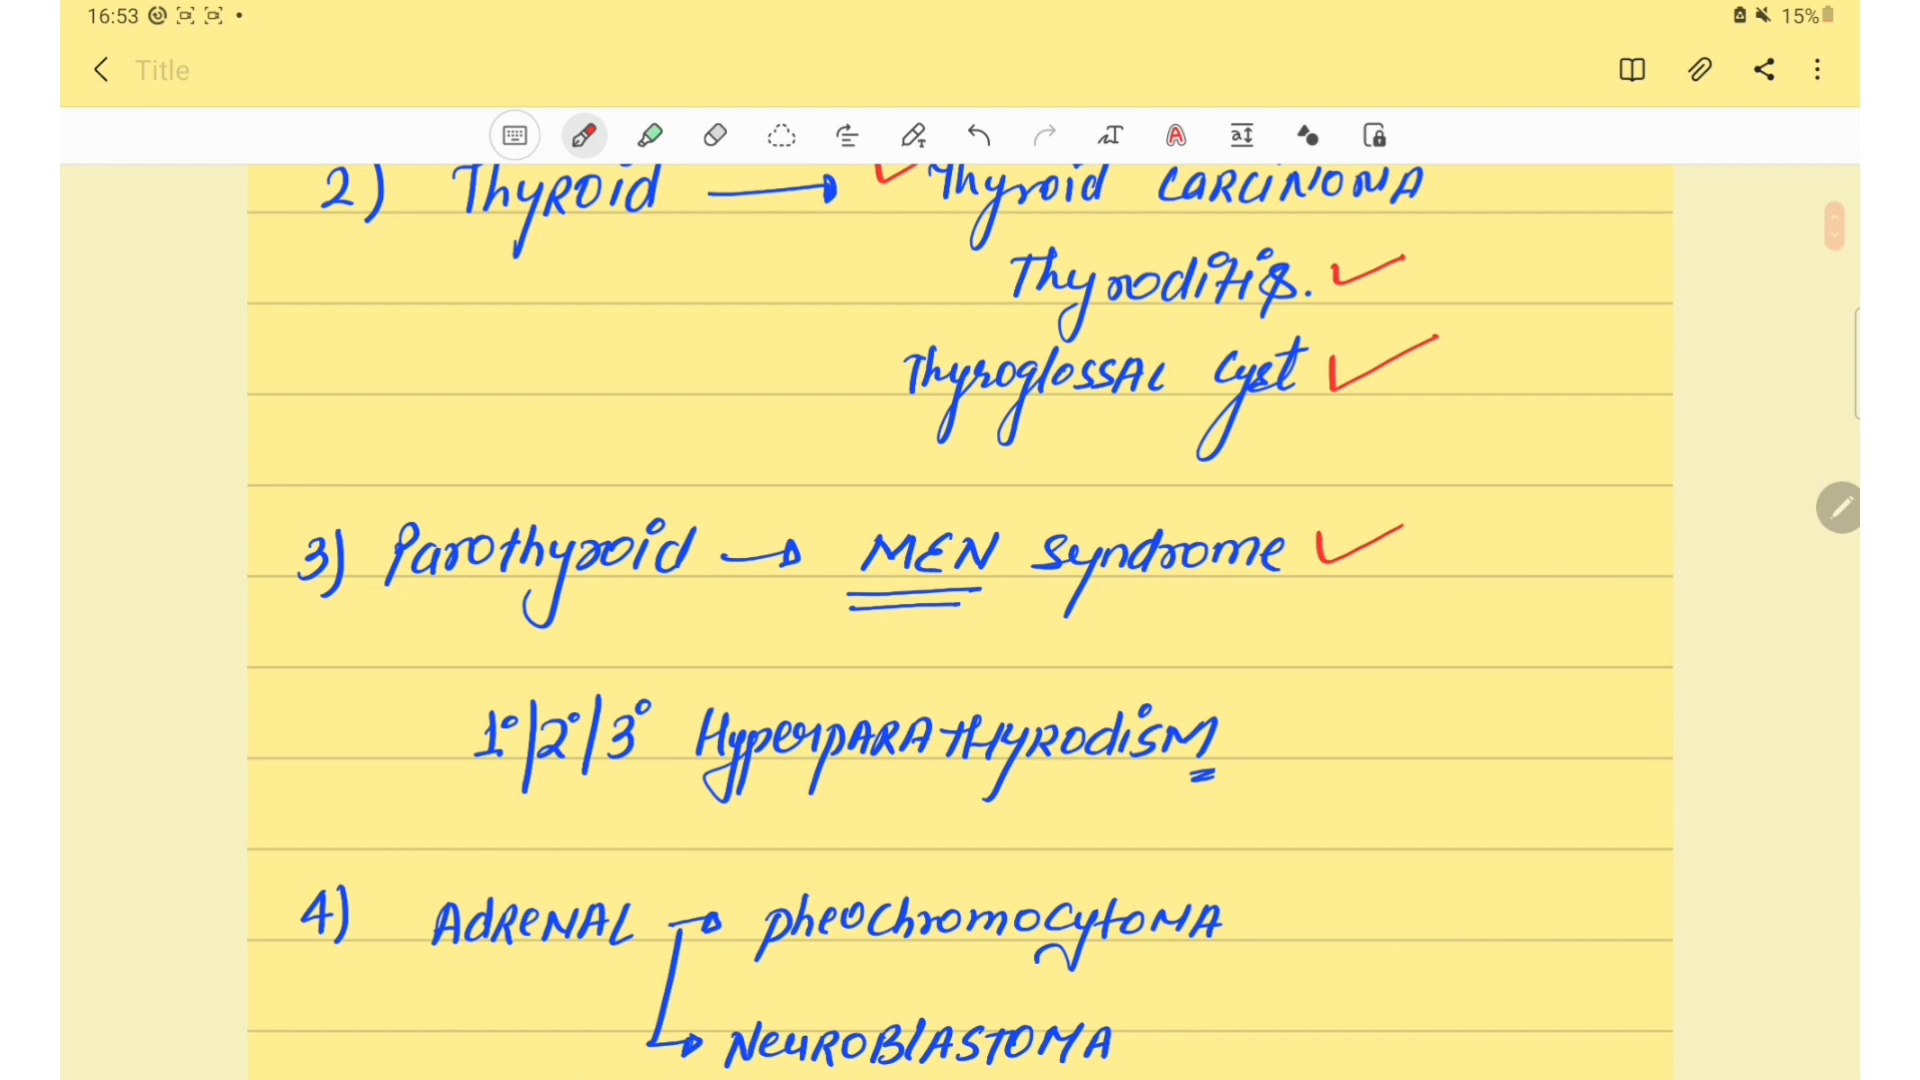 16:53
15%
Title
2) Thyroid → Thyroid CARCINOMA
Thyroditis.
Thyroglossal cyst
3) Parothyroid → MEN Syndrome
1°/2°/3° HyperpARAtHyRodisM
4) AdReNAL → pheochromocytoMA
→ NeuRoBlASTOMA